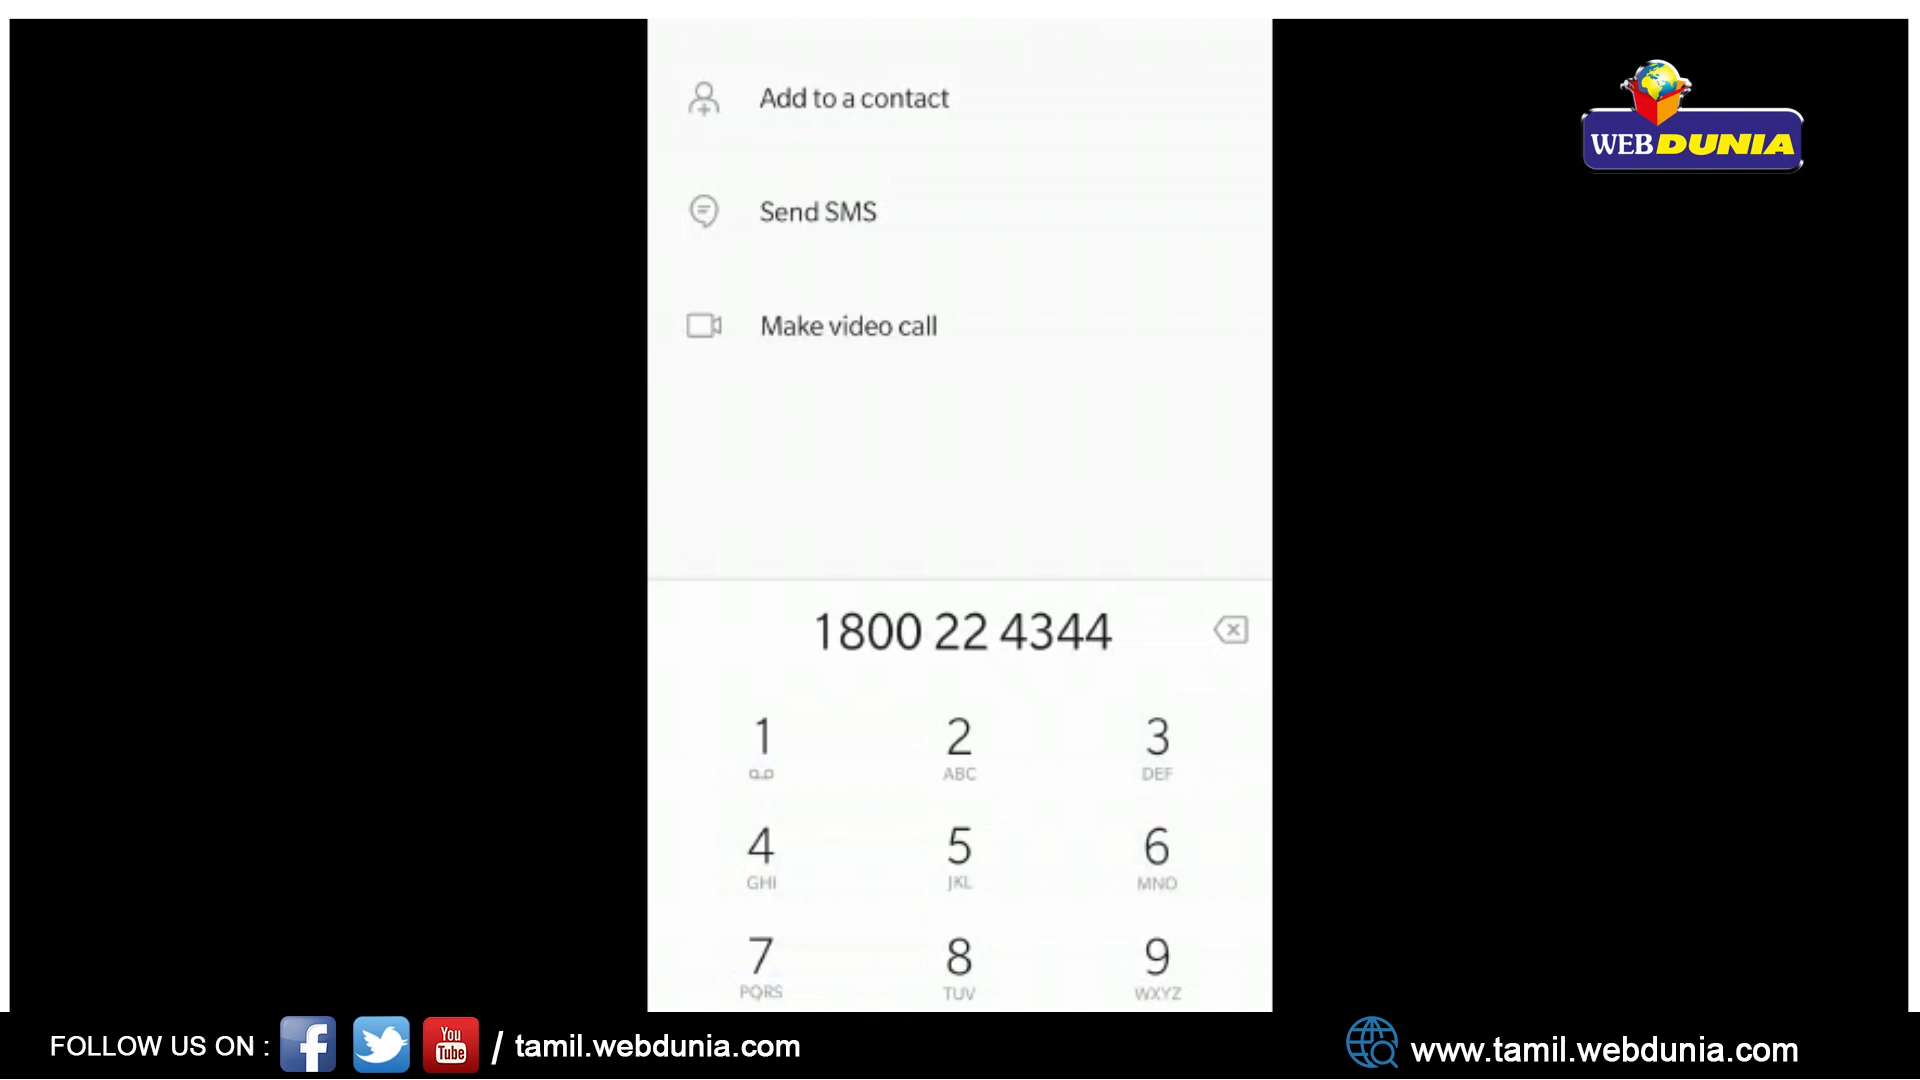 Add to a contact
WEBDUNIA
Send SMS
Make video call
1800 22 4344
1
2
ABC
3
DEF
4
GHI
5
JKL
6
MNO
7
PQRS
8
TUV
9
WXYZ
FOLLOW US ON :
You
Tube
/ tamil.webdunia.com
www.tamil.webdunia.com